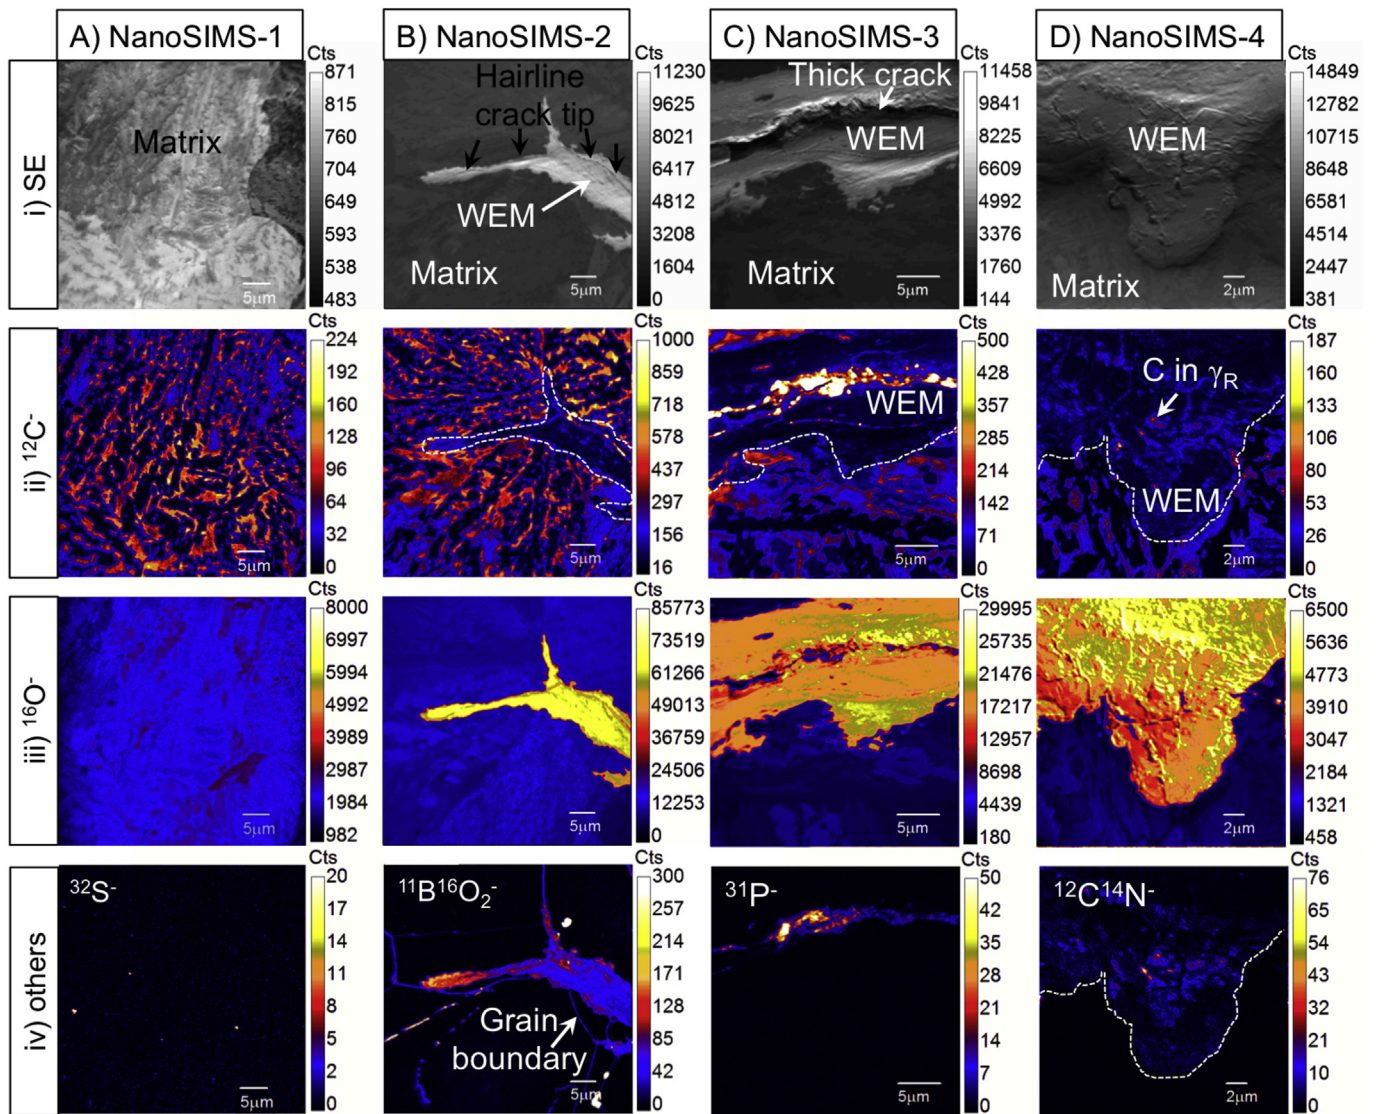 A) NanoSIMS-1
B) NanoSIMS-2
C) NanoSIMS-3
D) NanoSIMS-4
i) SE
Matrix
5μm
Cts
871
815
760
704
649
593
538
483
Hairline
crack tip
WEM
Matrix
5μm
Cts
11230
9625
8021
6417
4812
3208
1604
0
Thick crack
WEM
Matrix
5μm
Cts
11458
9841
8225
6609
4992
3376
1760
144
WEM
Matrix
2μm
Cts
14849
12782
10715
8648
6581
4514
2447
381
ii) ¹²C⁻
5μm
Cts
224
192
160
128
96
64
32
0
5μm
Cts
1000
859
718
578
437
297
156
16
WEM
5μm
Cts
500
428
357
285
214
142
71
0
C in γR
WEM
2μm
Cts
187
160
133
106
80
53
26
0
iii) ¹⁶O⁻
5μm
Cts
8000
6997
5994
4992
3989
2987
1984
982
5μm
Cts
85773
73519
61266
49013
36759
24506
12253
0
5μm
Cts
29995
25735
21476
17217
12957
8698
4439
180
2μm
Cts
6500
5636
4773
3910
3047
2184
1321
458
iv) others
³²S⁻
5μm
Cts
20
17
14
11
8
5
2
0
¹¹B¹⁶O₂⁻
Grain
boundary
5μm
Cts
300
257
214
171
128
85
42
0
³¹P⁻
5μm
Cts
50
42
35
28
21
14
7
0
¹²C¹⁴N⁻
2μm
Cts
76
65
54
43
32
21
10
0